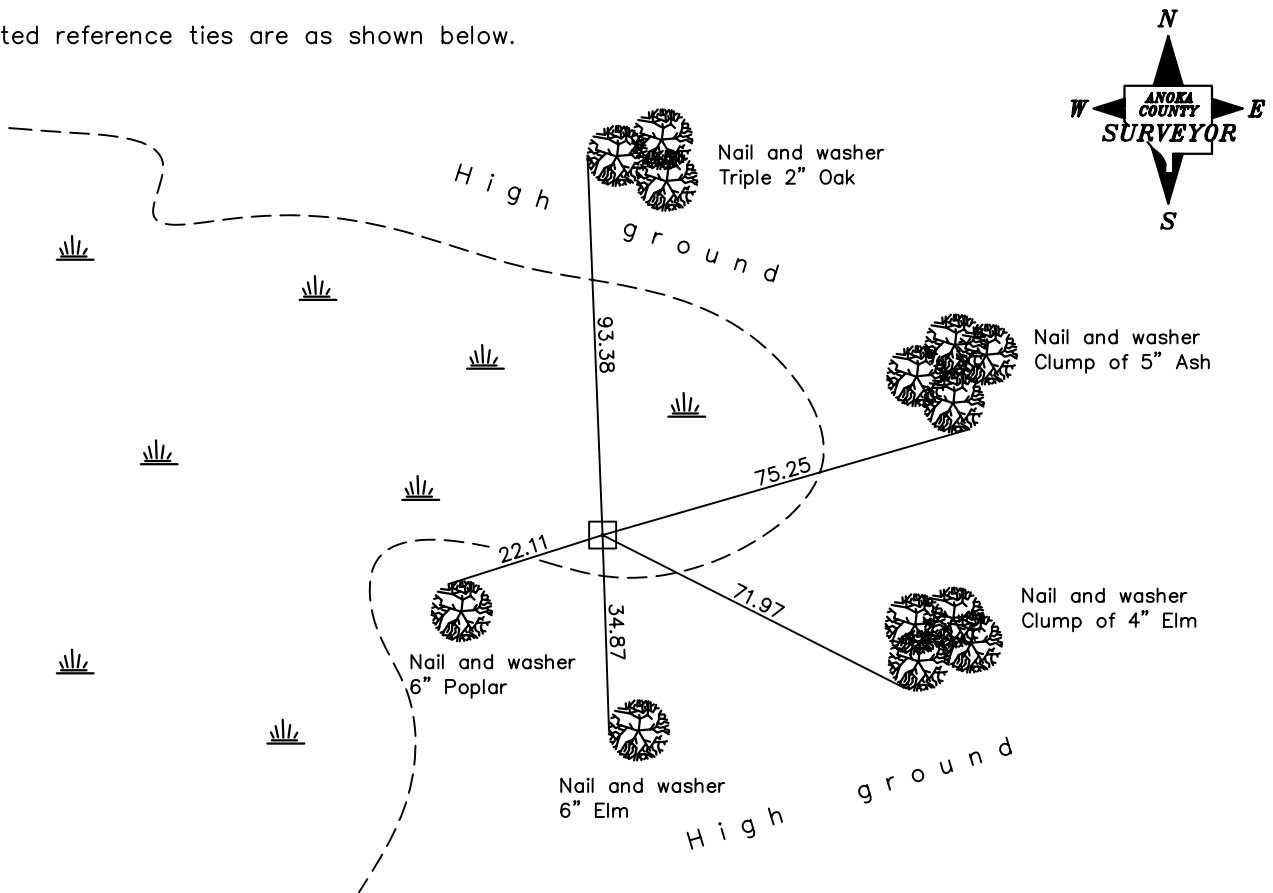 ted reference ties are as shown below.
N
W
ANOKA
COUNTY
SURVEYOR
E
S
Nail and washer
Triple 2" Oak
High ground
93.38
Nail and washer
Clump of 5" Ash
75.25
22.11
71.97
Nail and washer
Clump of 4" Elm
34.87
Nail and washer
6" Poplar
Nail and washer
6" Elm
High ground